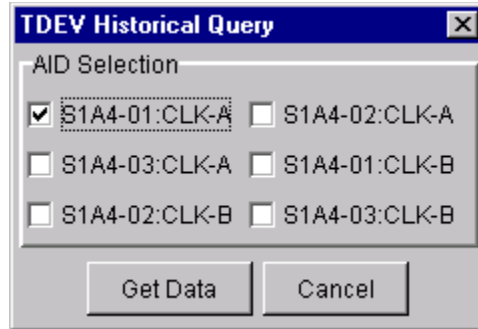 TDEV Historical Query
AID Selection
S1A4-01:CLK-A S1A4-02:CLK-A
S1A4-03:CLK-A S1A4-01:CLK-B
S1A4-02:CLK-B S1A4-03:CLK-B
Get Data Cancel